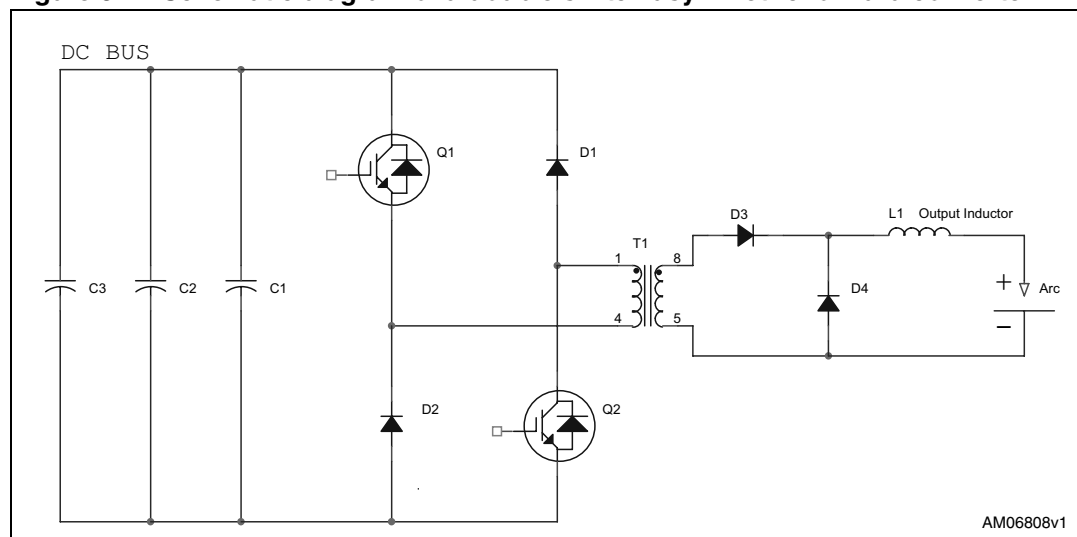 DC BUS
Q1
D1
D3
L1 Output Inductor
T1
1
8
C3
C2
C1
+
Arc
D4
4
5
−
D2
Q2
AM06808v1